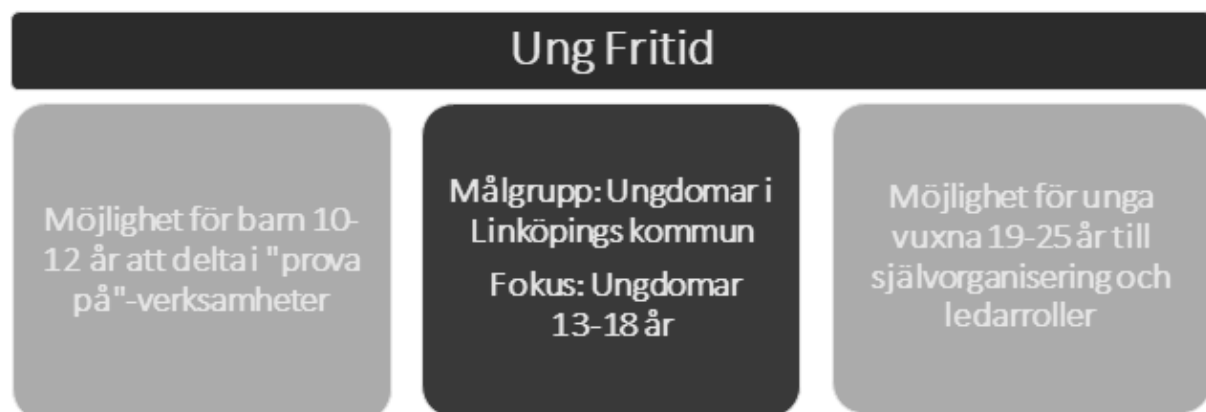 Ung Fritid
Möjlighet för barn 10-
12 år att delta i "prova
på"-verksamheter
Målgrupp: Ungdomar i
Linköpings kommun
Fokus: Ungdomar
13-18 år
Möjlighet för unga
vuxna 19-25 år till
självorganisering och
ledarroller